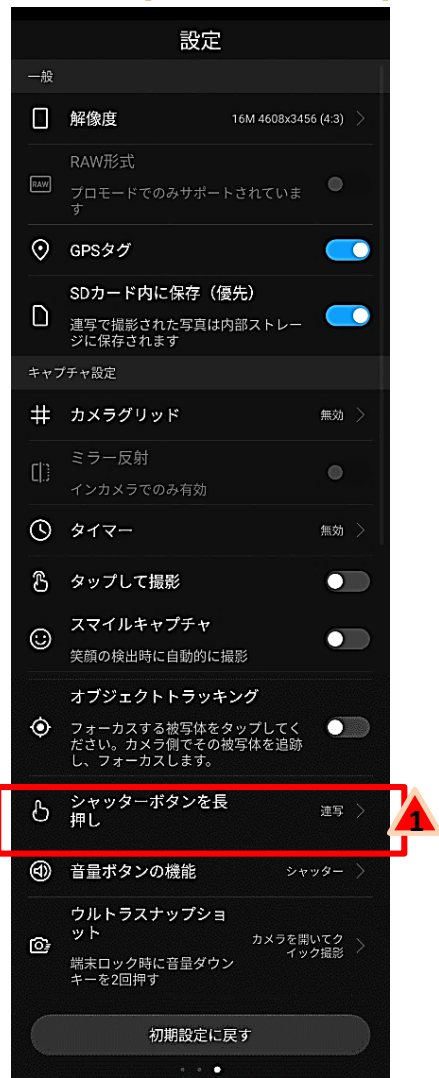 設定
一般
解像度
16M 4608x3456 (4:3)
RAW形式
RAW
プロモードでのみサポートされていま
す
GPSタグ
SDカード内に保存（優先）
連写で撮影された写真は内部ストレー
ジに保存されます
キャプチャ設定
カメラグリッド
無効
ミラー反射
インカメラでのみ有効
タイマー
無効
タップして撮影
スマイルキャプチャ
笑顔の検出時に自動的に撮影
オブジェクトトラッキング
フォーカスする被写体をタップしてく
ださい。カメラ側でその被写体を追跡
し、フォーカスします。
シャッターボタンを長
押し
連写
1
音量ボタンの機能
シャッター
ウルトラスナップショ
ット
カメラを開いてク
イック撮影
端末ロック時に音量ダウン
キーを2回押す
初期設定に戻す